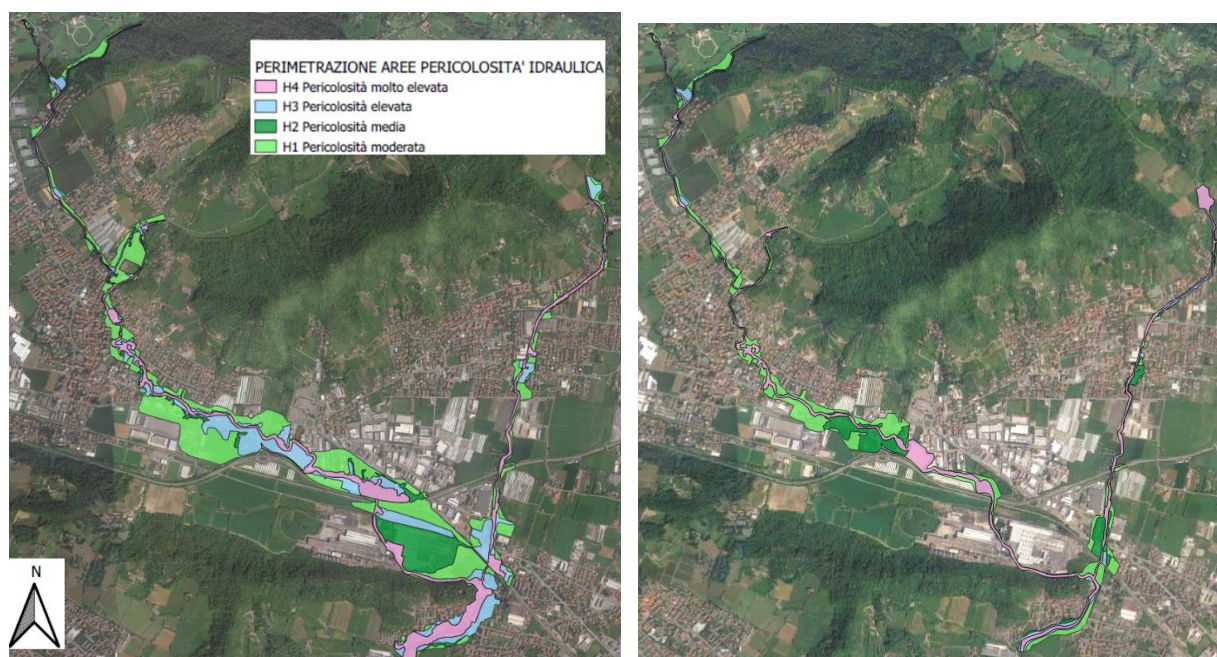 PERIMETRAZIONE AREE PERICOLOSITA' IDRAULICA
H4 Pericolosità molto elevata
H3 Pericolosità elevata
H2 Pericolosità media
H1 Pericolosità moderata
N